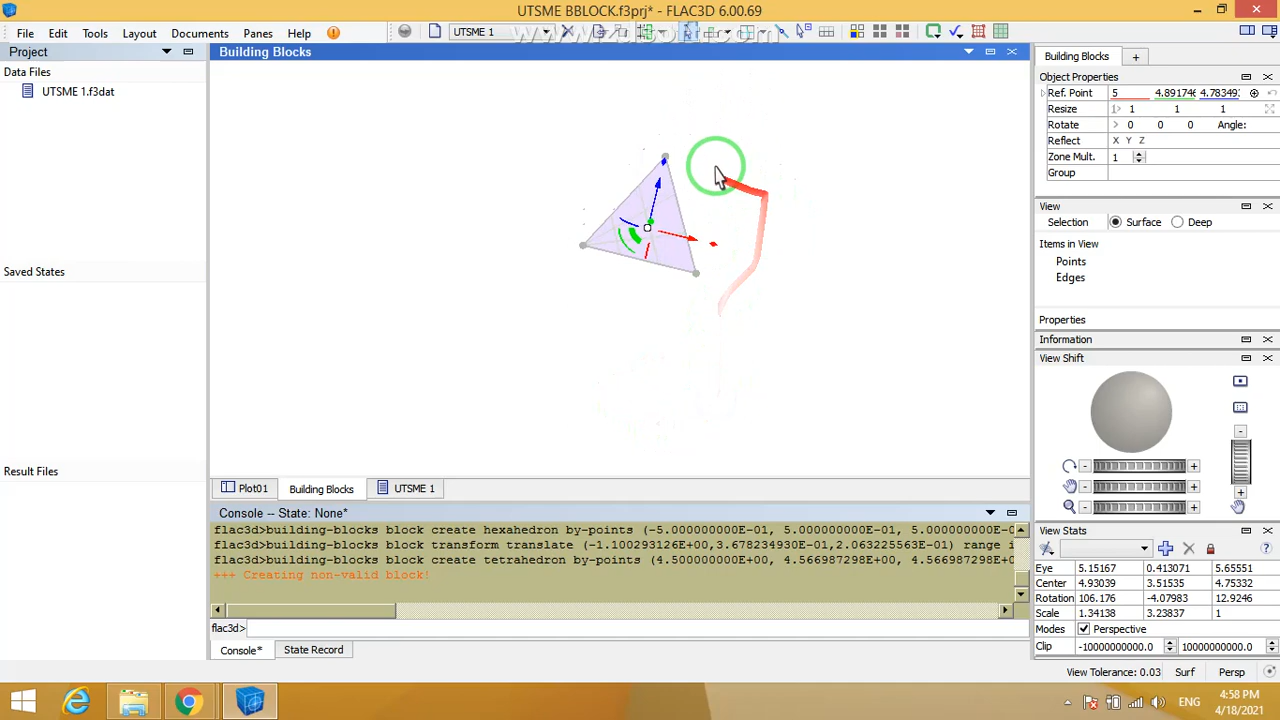 UTSME BBLOCK.f3prj* - FLAC3D 6.00.69
File Edit Tools Layout Documents Panes Help UTSME 1
Project
Data Files
UTSME 1.f3dat
Saved States
Result Files
Building Blocks
Plot01 Building Blocks UTSME 1
Console -- State: None*
flac3d>building-blocks block create hexahedron by-points (-5.000000000E-01, 5.000000000E-01, 5.000000000E-0
flac3d>building-blocks block transform translate (-1.100293126E+00,3.678234930E-01,2.063225563E-01) range i
flac3d>building-blocks block create tetrahedron by-points (4.500000000E+00, 4.566987298E+00, 4.566987298E+0
+++ Creating non-valid block!
flac3d>
Console* State Record
Building Blocks +
Object Properties
Ref. Point 5 4.891746 4.78349
Resize 1 1 1
Rotate 0 0 0 Angle:
Reflect X Y Z
Zone Mult. 1
Group
View
Selection Surface Deep
Items in View
Points
Edges
Properties
Information
View Shift
View Stats
Eye 5.15167 0.413071 5.65551
Center 4.93039 3.51535 4.75332
Rotation 106.176 -4.07983 12.9246
Scale 1.34138 3.23837 1
Modes Perspective
Clip -10000000000.0 10000000000.0
View Tolerance: 0.03 Surf Persp
ENG
4:58 PM
4/18/2021